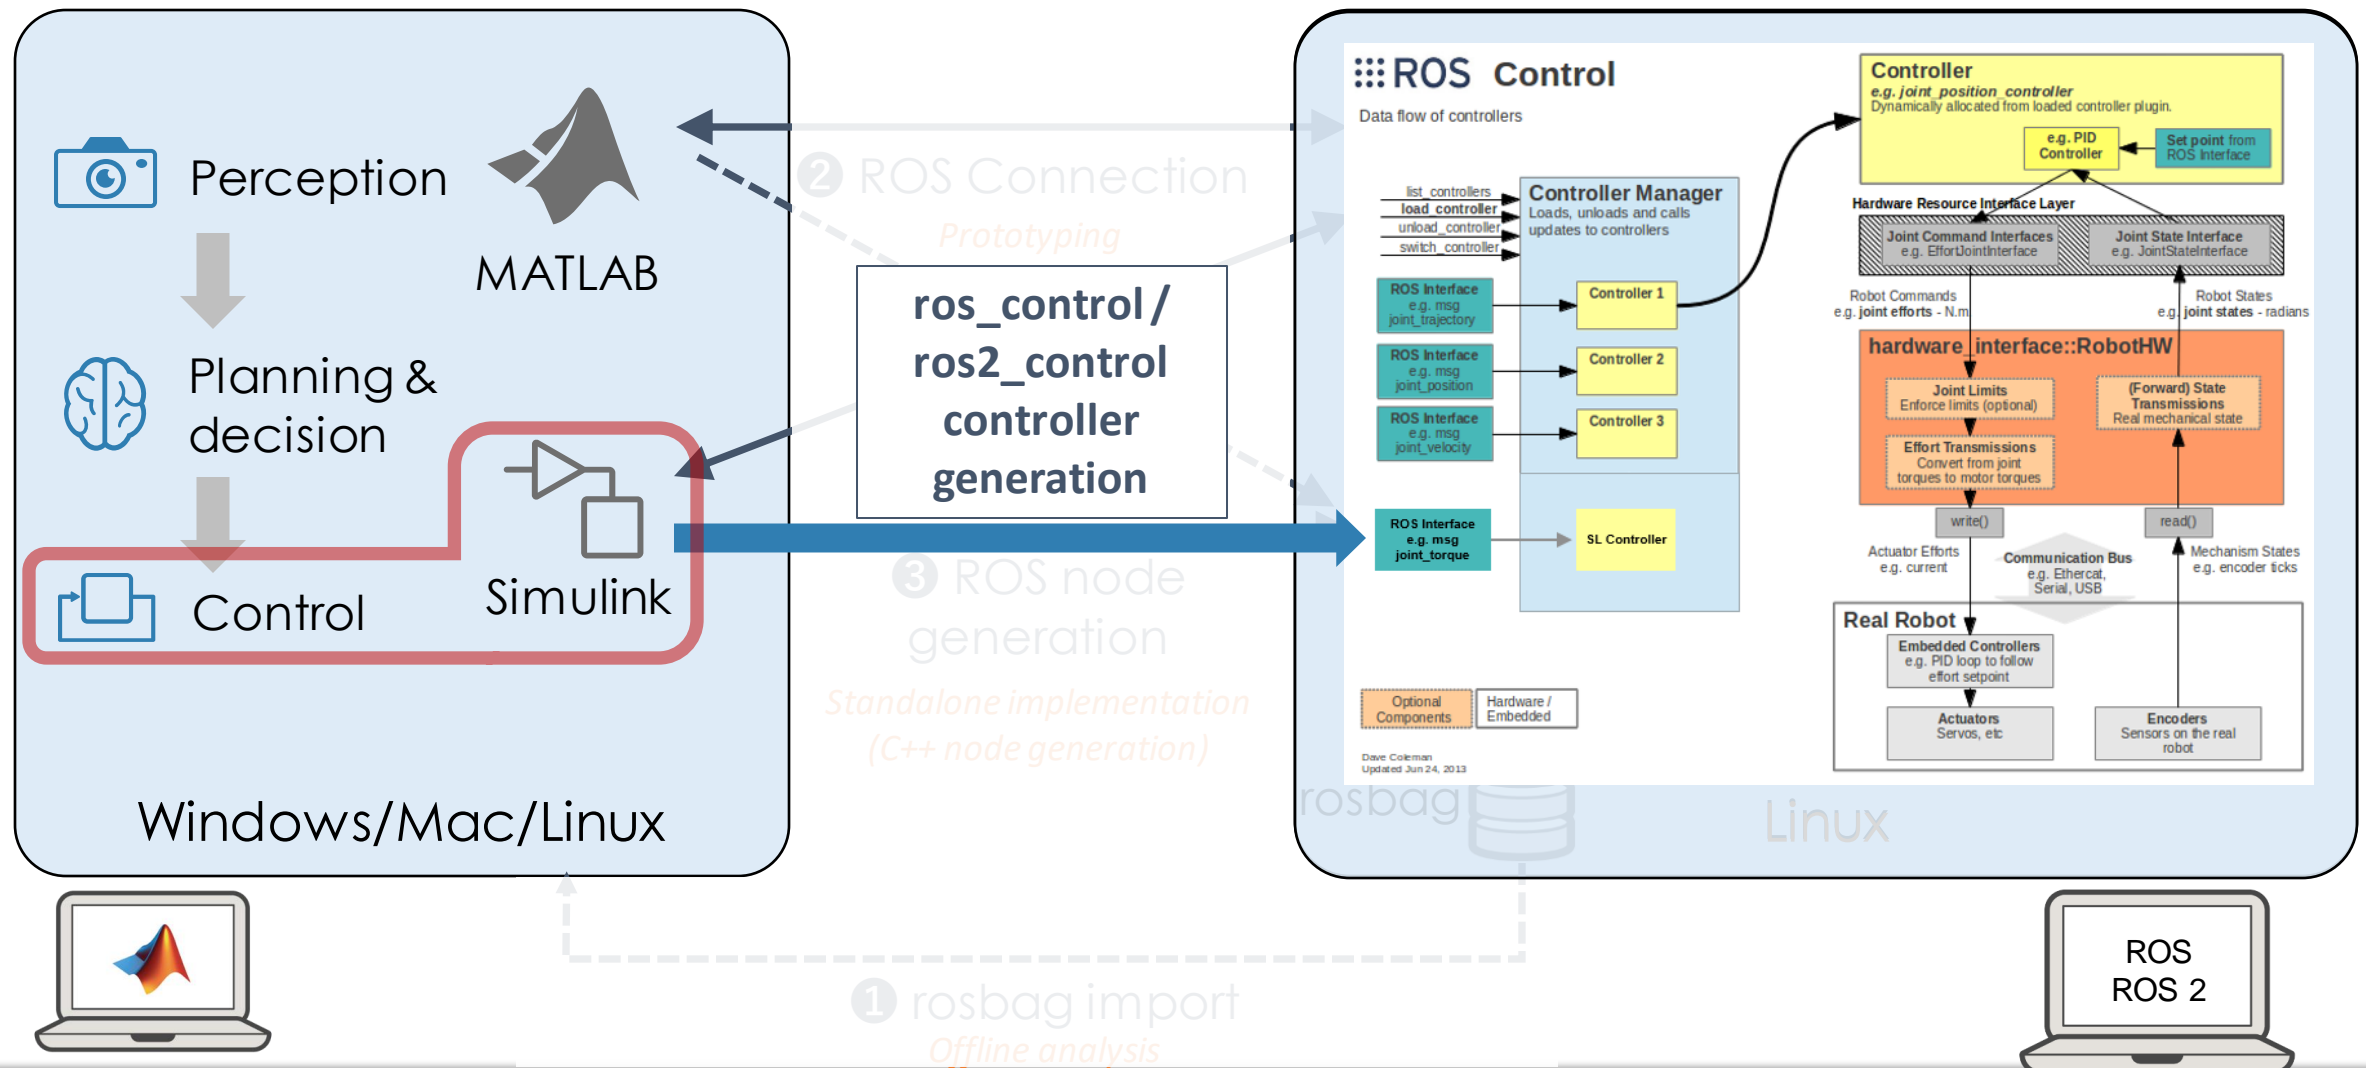 Perception
MATLAB
Planning &
decision
Simulink
Control
Windows/Mac/Linux
❷ ROS Connection
Prototyping
ros_control /
ros2_control
controller
generation
❸ ROS node
generation
Standalone implementation
(C++ node generation)
❶ rosbag import
Offline analysis
ROS Control
Data flow of controllers
list_controllers
load_controller
unload_controller
switch_controller
Controller Manager
Loads, unloads and calls
updates to controllers
ROS Interface
e.g. msg
joint_trajectory
Controller 1
ROS Interface
e.g. msg
joint_position
Controller 2
ROS Interface
e.g. msg
joint_velocity
Controller 3
ROS Interface
e.g. msg
joint_torque
SL Controller
Optional
Components
Hardware /
Embedded
Dave Coleman
Updated Jun 24, 2013
Controller
e.g. joint_position_controller
Dynamically allocated from loaded controller plugin.
e.g. PID
Controller
Set point from
ROS Interface
Hardware Resource Interface Layer
Joint Command Interfaces
e.g. EffortJointInterface
Joint State Interface
e.g. JointStateInterface
Robot Commands
e.g. joint efforts - N.m
Robot States
e.g. joint states - radians
hardware_interface::RobotHW
Joint Limits
Enforce limits (optional)
(Forward) State
Transmissions
Real mechanical state
Effort Transmissions
Convert from joint
torques to motor torques
write()
read()
Actuator Efforts
e.g. current
Communication Bus
e.g. Ethercat,
Serial, USB
Mechanism States
e.g. encoder ticks
Real Robot
Embedded Controllers
e.g. PID loop to follow
effort setpoint
Actuators
Servos, etc
Encoders
Sensors on the real
robot
rosbag
Linux
ROS
ROS 2